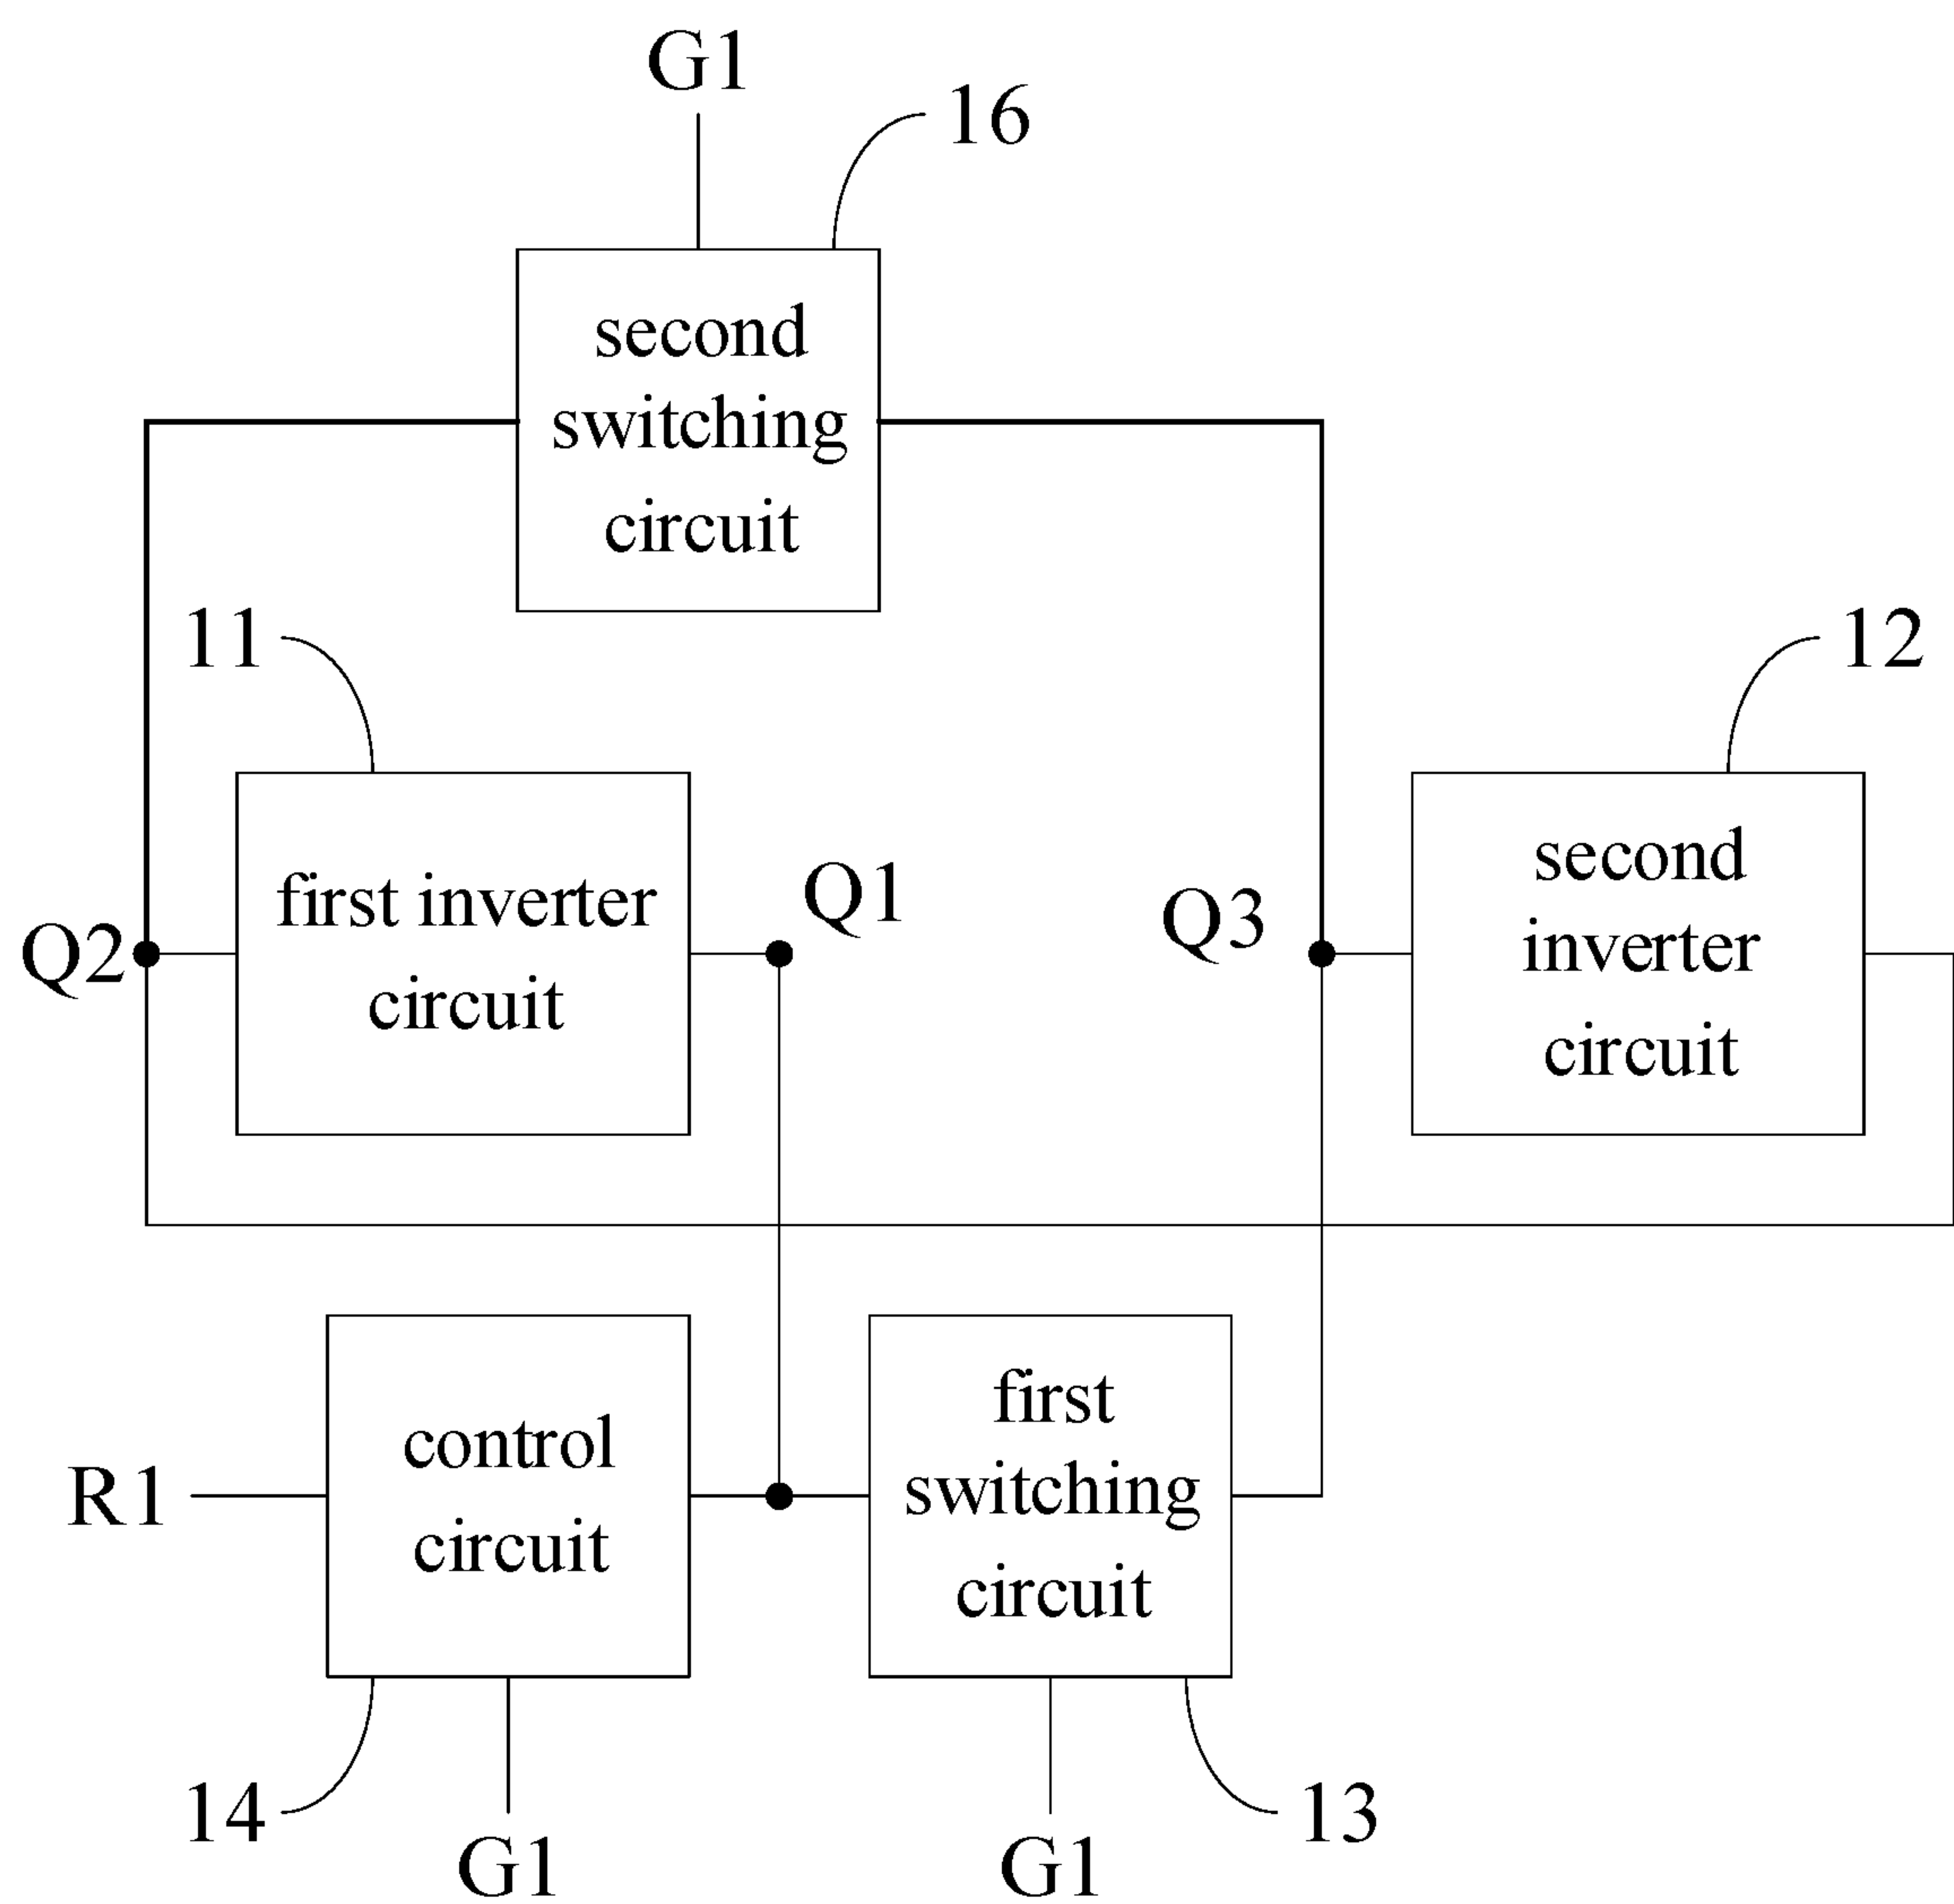 G1
16
second
switching
circuit
11
12
first inverter
circuit
Q1
Q2
Q3
second
inverter
circuit
control
circuit
first
switching
circuit
R1
14
G1
G1
13